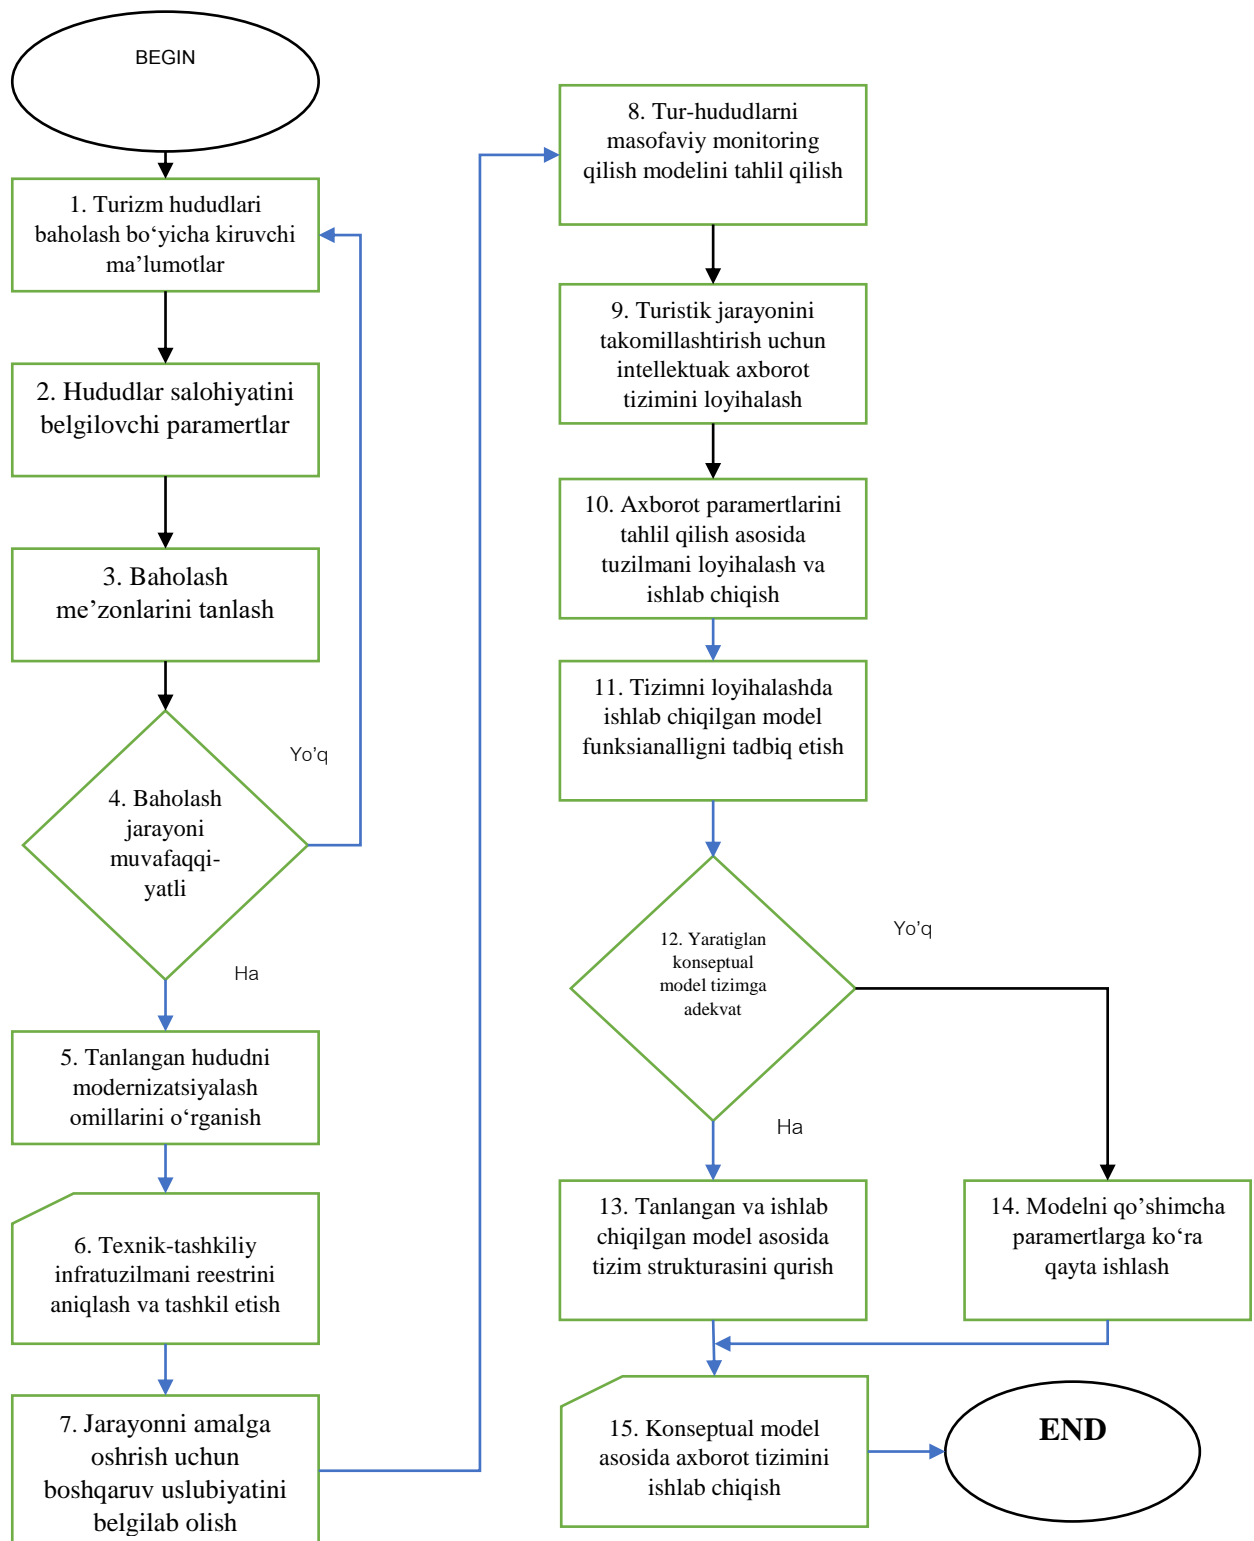 BEGIN
1. Turizm hududlari
baholash bo‘yicha kiruvchi
ma’lumotlar
2. Hududlar salohiyatini
belgilovchi paramertlar
3. Baholash
me’zonlarini tanlash
Yo’q
4. Baholash
jarayoni
muvafaqqi-
yatli
Ha
5. Tanlangan hududni
modernizatsiyalash
omillarini o‘rganish
6. Texnik-tashkiliy
infratuzilmani reestrini
aniqlash va tashkil etish
7. Jarayonni amalga
oshrish uchun
boshqaruv uslubiyatini
belgilab olish
8. Tur-hududlarni
masofaviy monitoring
qilish modelini tahlil qilish
9. Turistik jarayonini
takomillashtirish uchun
intellektuak axborot
tizimini loyihalash
10. Axborot paramertlarini
tahlil qilish asosida
tuzilmani loyihalash va
ishlab chiqish
11. Tizimni loyihalashda
ishlab chiqilgan model
funksianalligni tadbiq etish
12. Yaratiglan
konseptual
model tizimga
adekvat
Yo’q
Ha
13. Tanlangan va ishlab
chiqilgan model asosida
tizim strukturasini qurish
14. Modelni qo’shimcha
paramertlarga ko‘ra
qayta ishlash
15. Konseptual model
asosida axborot tizimini
ishlab chiqish
END